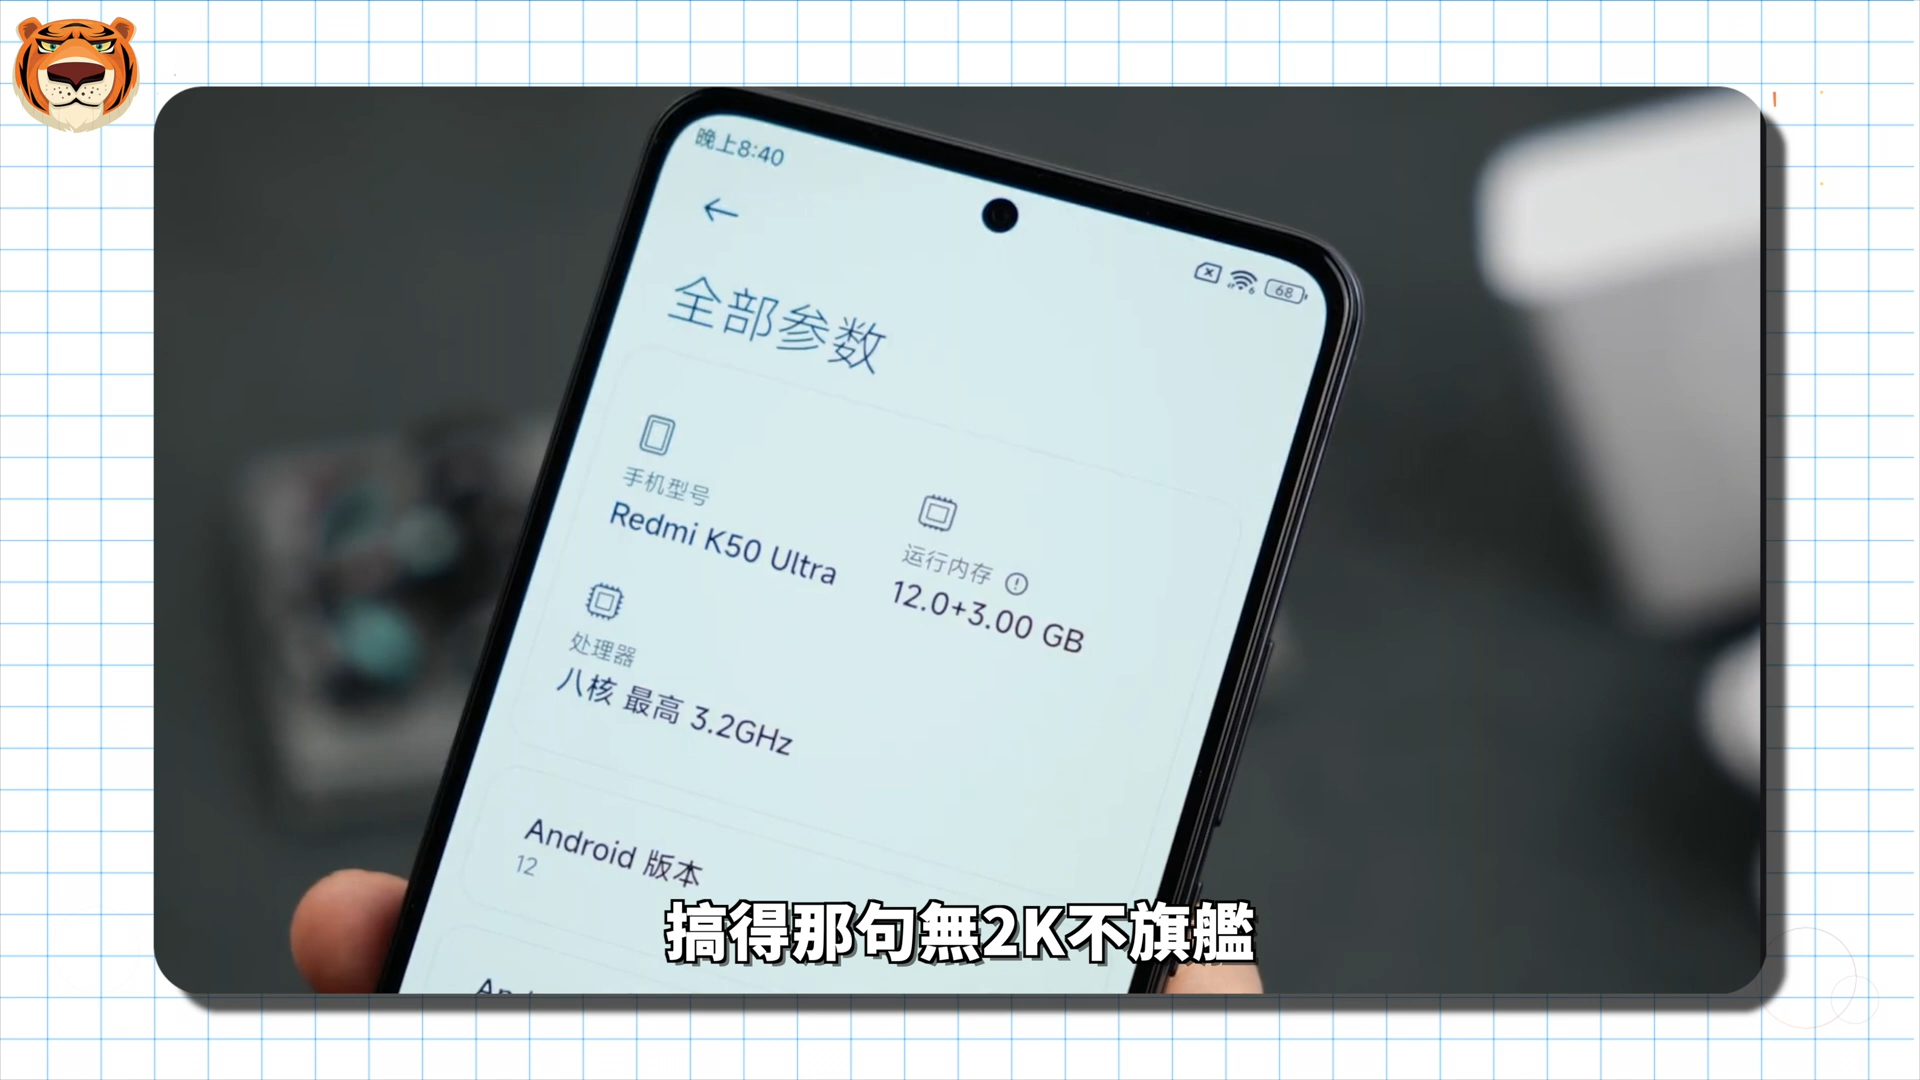 晚上8:40
68
全部参数
手机型号
Redmi K50 Ultra
运行内存
12.0+3.00 GB
处理器
八核 最高 3.2GHz
Android 版本
12
搞得那句無2K不旗艦